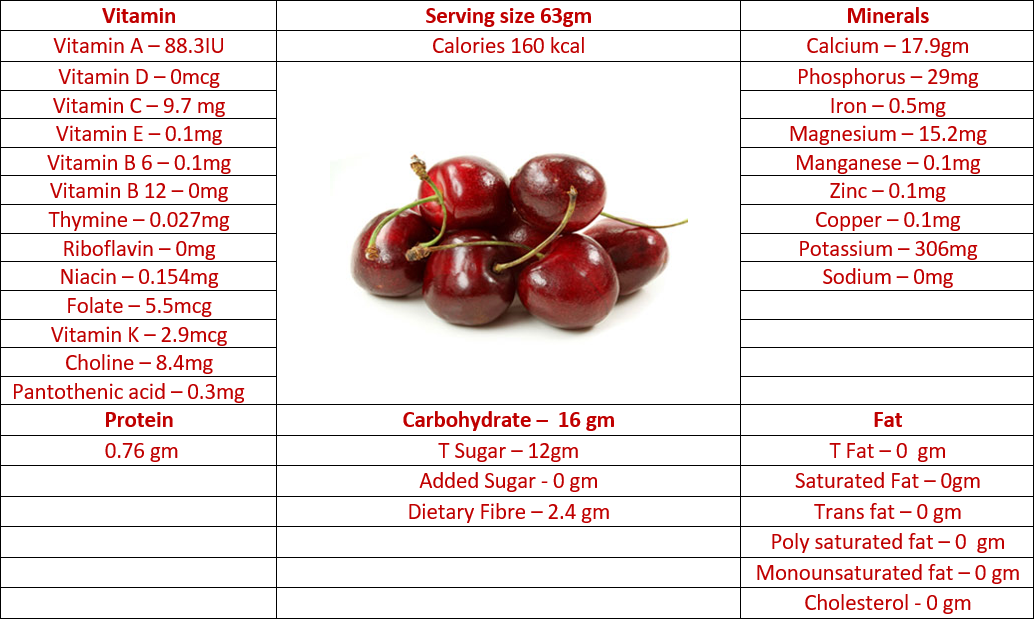 Vitamin
Serving size 63gm
Minerals
Vitamin A – 88.3IU
Calories 160 kcal
Calcium – 17.9gm
Vitamin D – 0mcg
Phosphorus – 29mg
Vitamin C – 9.7 mg
Iron – 0.5mg
Vitamin E – 0.1mg
Magnesium – 15.2mg
Vitamin B 6 – 0.1mg
Manganese – 0.1mg
Vitamin B 12 – 0mg
Zinc – 0.1mg
Thymine – 0.027mg
Copper – 0.1mg
Riboflavin – 0mg
Potassium – 306mg
Niacin – 0.154mg
Sodium – 0mg
Folate – 5.5mcg
Vitamin K – 2.9mcg
Choline – 8.4mg
Pantothenic acid – 0.3mg
Protein
Carbohydrate –  16 gm
Fat
0.76 gm
T Sugar – 12gm
T Fat – 0  gm
Added Sugar - 0 gm
Saturated Fat – 0gm
Dietary Fibre – 2.4 gm
Trans fat – 0 gm
Poly saturated fat – 0  gm
Monounsaturated fat – 0 gm
Cholesterol - 0 gm